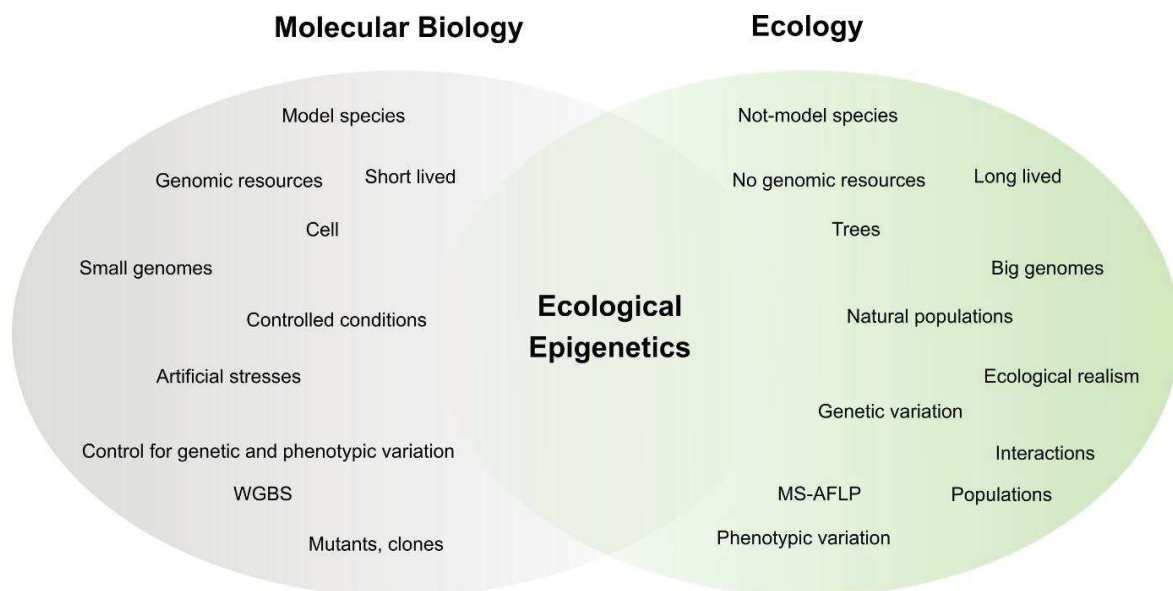 Molecular Biology
Ecology
Model species
Not-model species
Genomic resources
Short lived
No genomic resources
Long lived
Cell
Trees
Small genomes
Big genomes
Ecological
Epigenetics
Controlled conditions
Natural populations
Artificial stresses
Ecological realism
Genetic variation
Control for genetic and phenotypic variation
Interactions
WGBS
MS-AFLP
Populations
Mutants, clones
Phenotypic variation